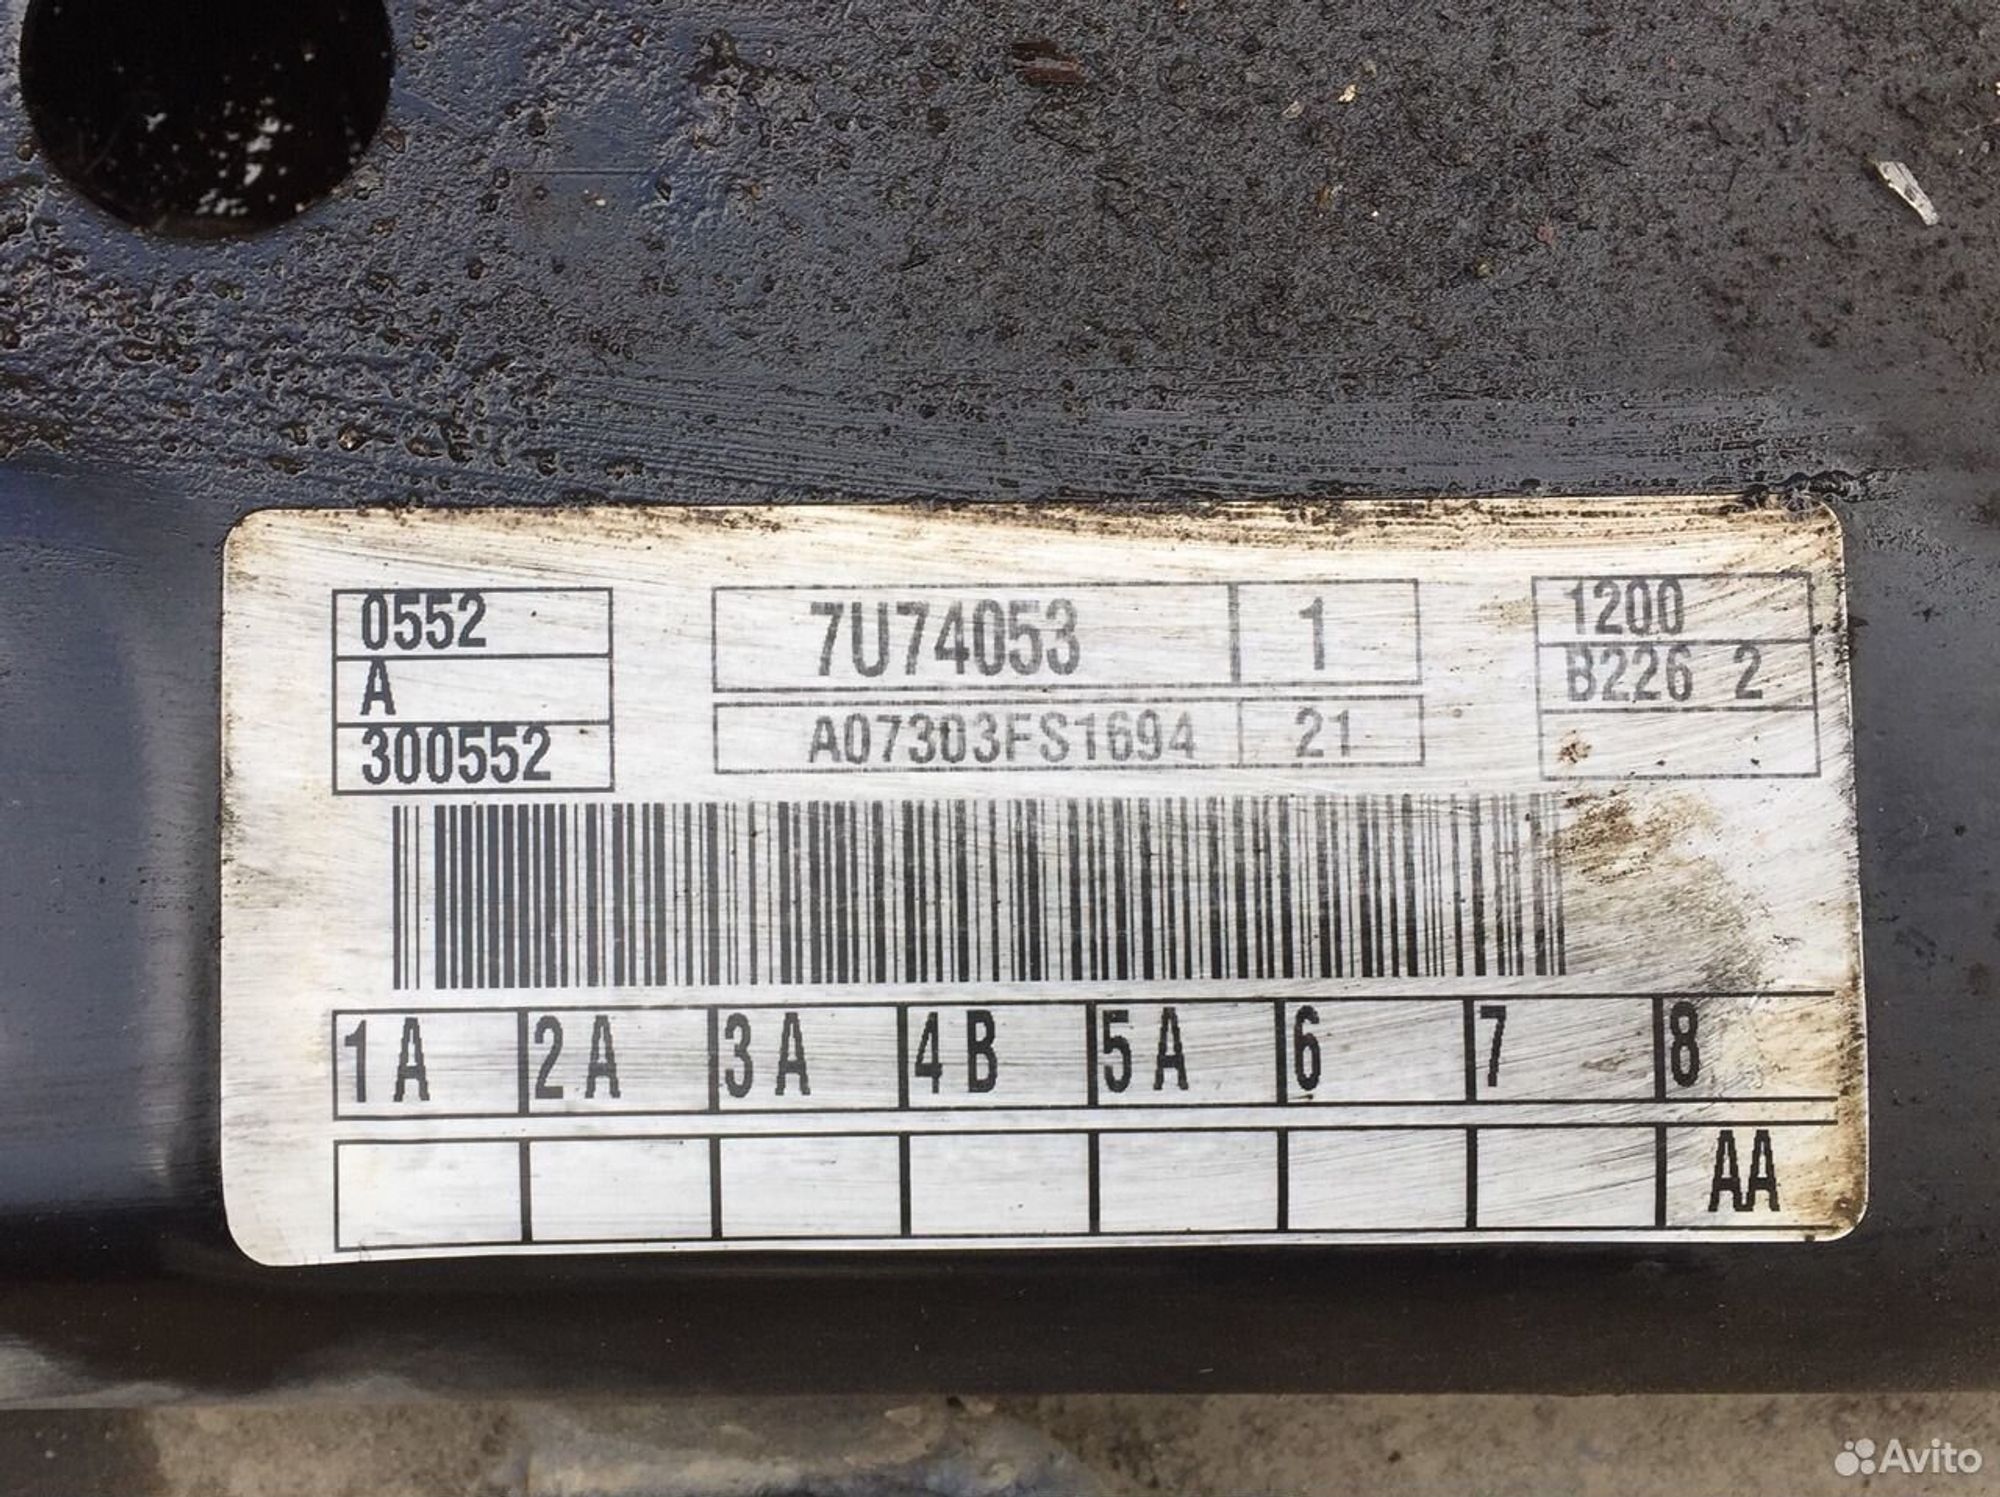 0552
A
300552
7U74053 1
A07303FS1694 21
1200
B226 2
1A 2A 3A 4B 5A 6 7 8
AA
Avito